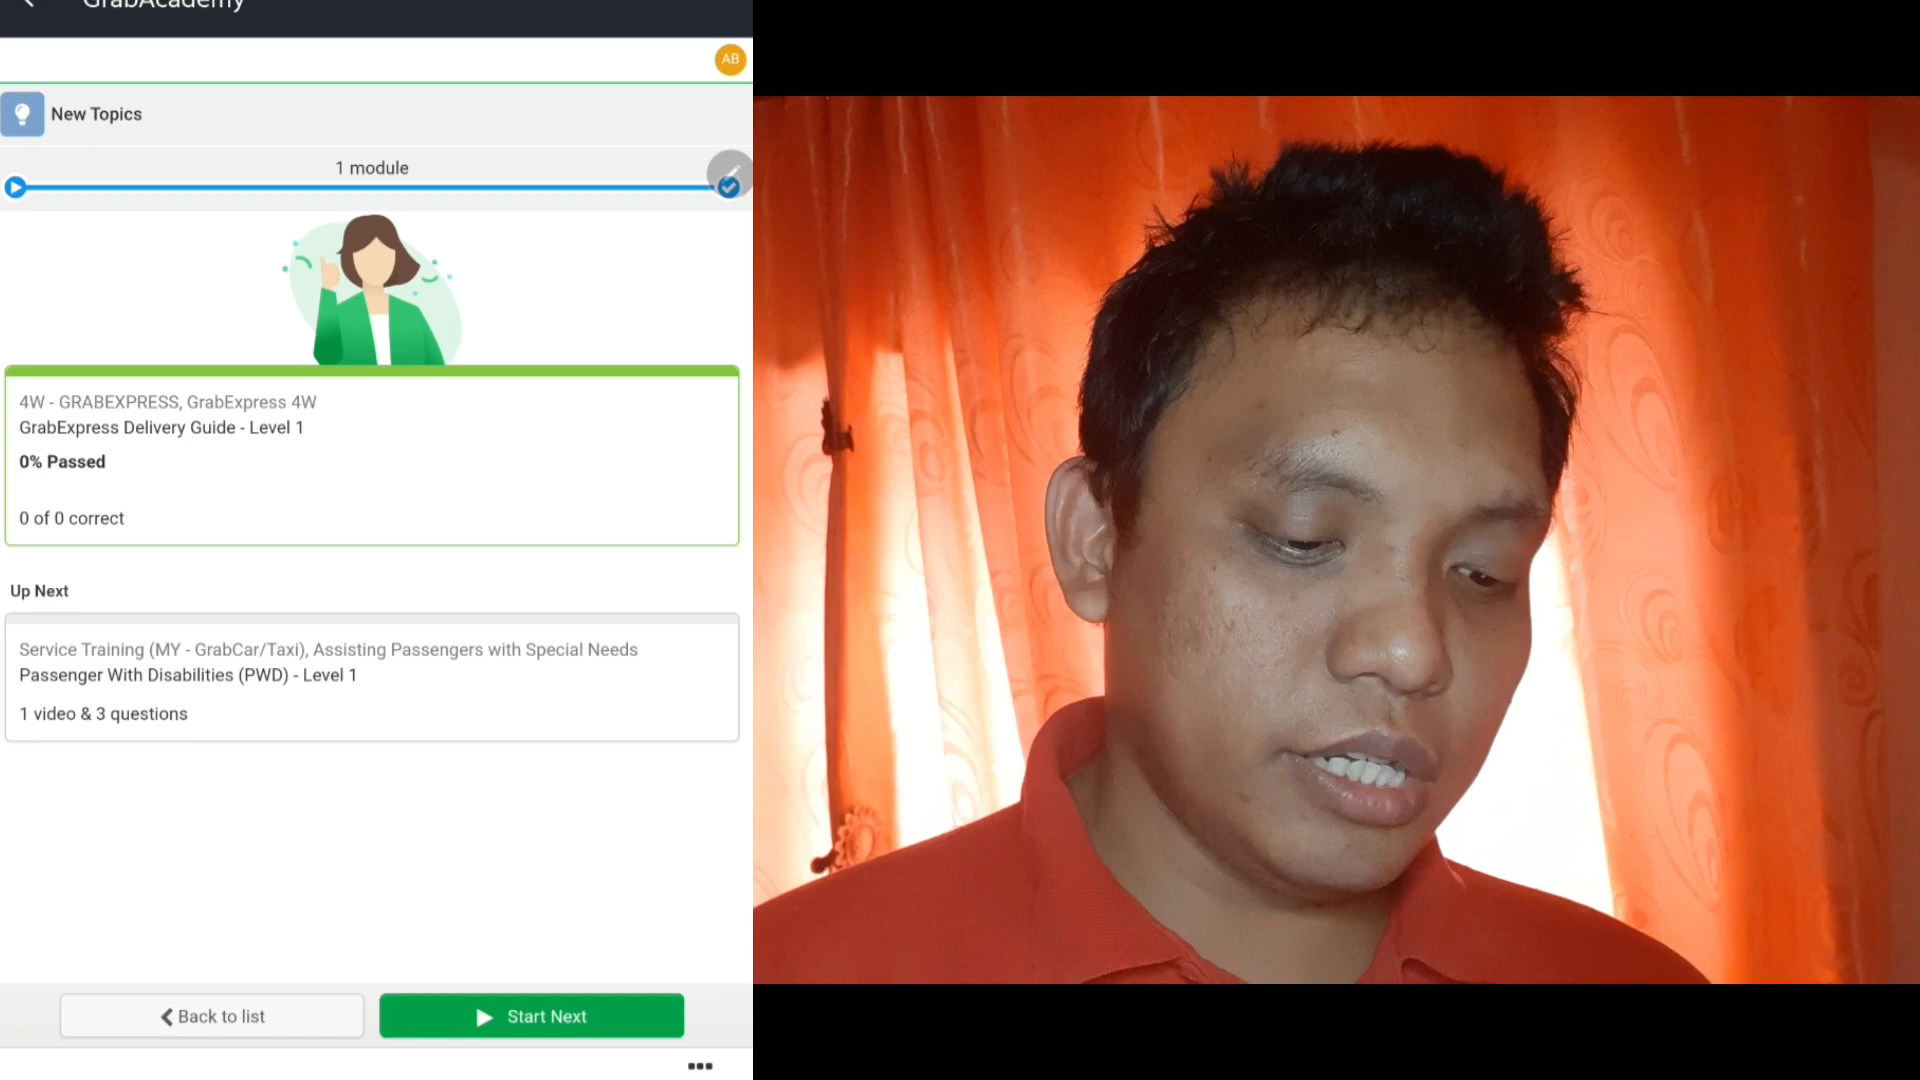 GrabAcademy
AB
New Topics
1 module
4W - GRABEXPRESS, GrabExpress 4W
GrabExpress Delivery Guide - Level 1
0% Passed
0 of 0 correct
Up Next
Service Training (MY - GrabCar/Taxi), Assisting Passengers with Special Needs
Passenger With Disabilities (PWD) - Level 1
1 video & 3 questions
Back to list
Start Next